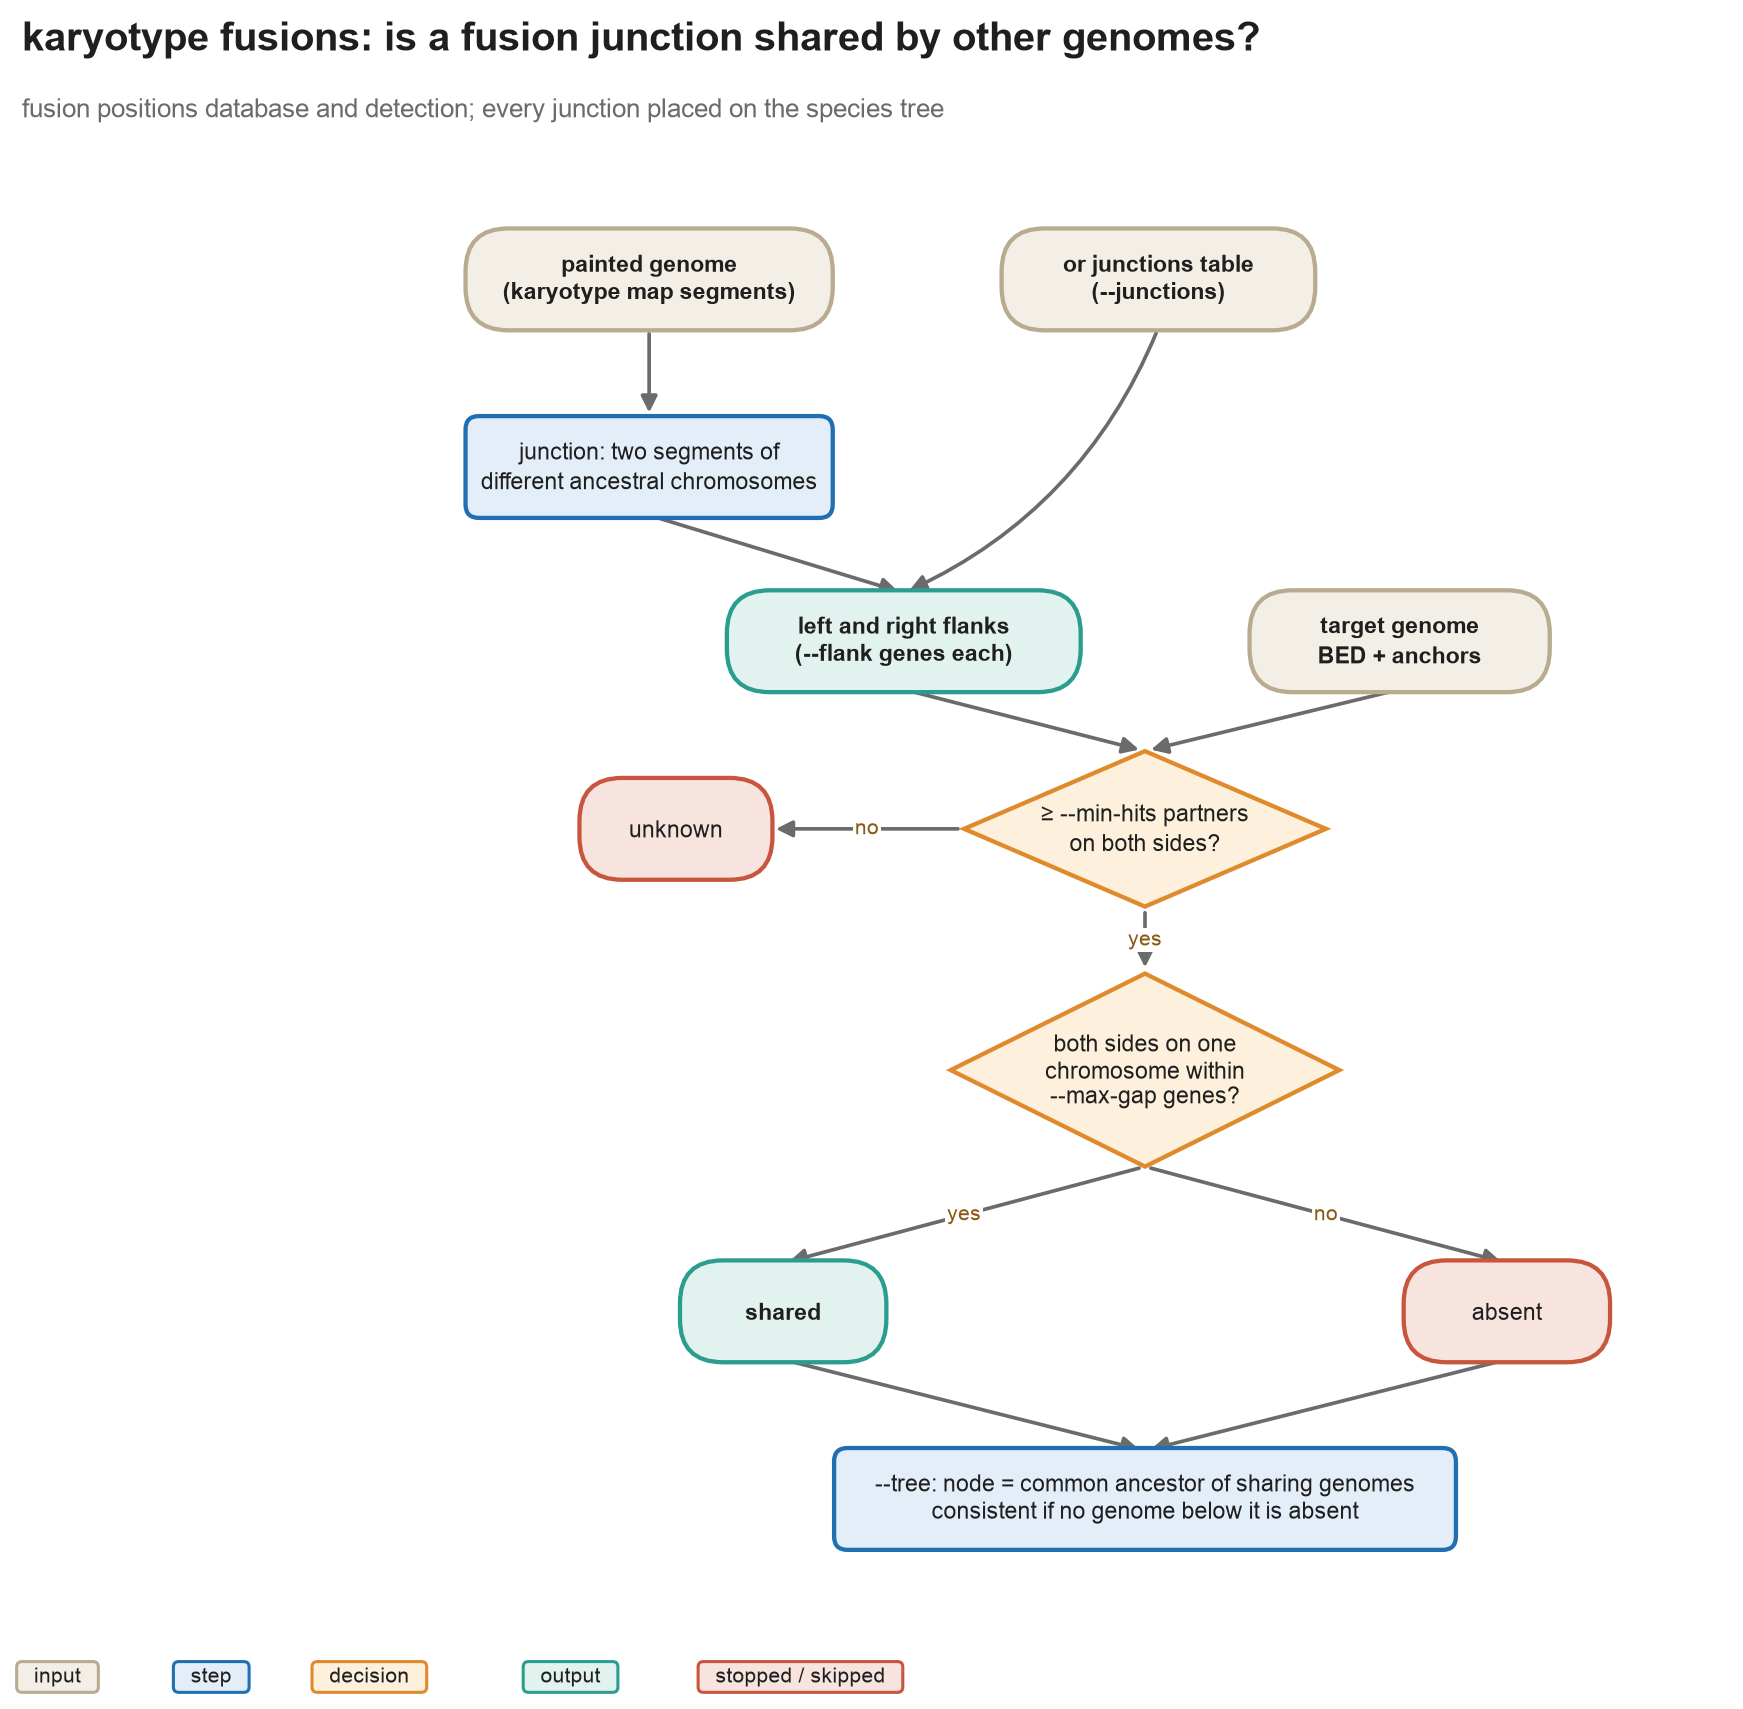 karyotype fusions: is a fusion junction shared by other genomes?
fusion positions database and detection; every junction placed on the species tree
painted genome
(karyotype map segments)
or junctions table
(--junctions)
junction: two segments of
different ancestral chromosomes
left and right flanks
(--flank genes each)
target genome
BED + anchors
≥ --min-hits partners
on both sides?
no
unknown
yes
both sides on one
chromosome within
--max-gap genes?
yes
no
shared
absent
--tree: node = common ancestor of sharing genomes
consistent if no genome below it is absent
input
step
decision
output
stopped / skipped